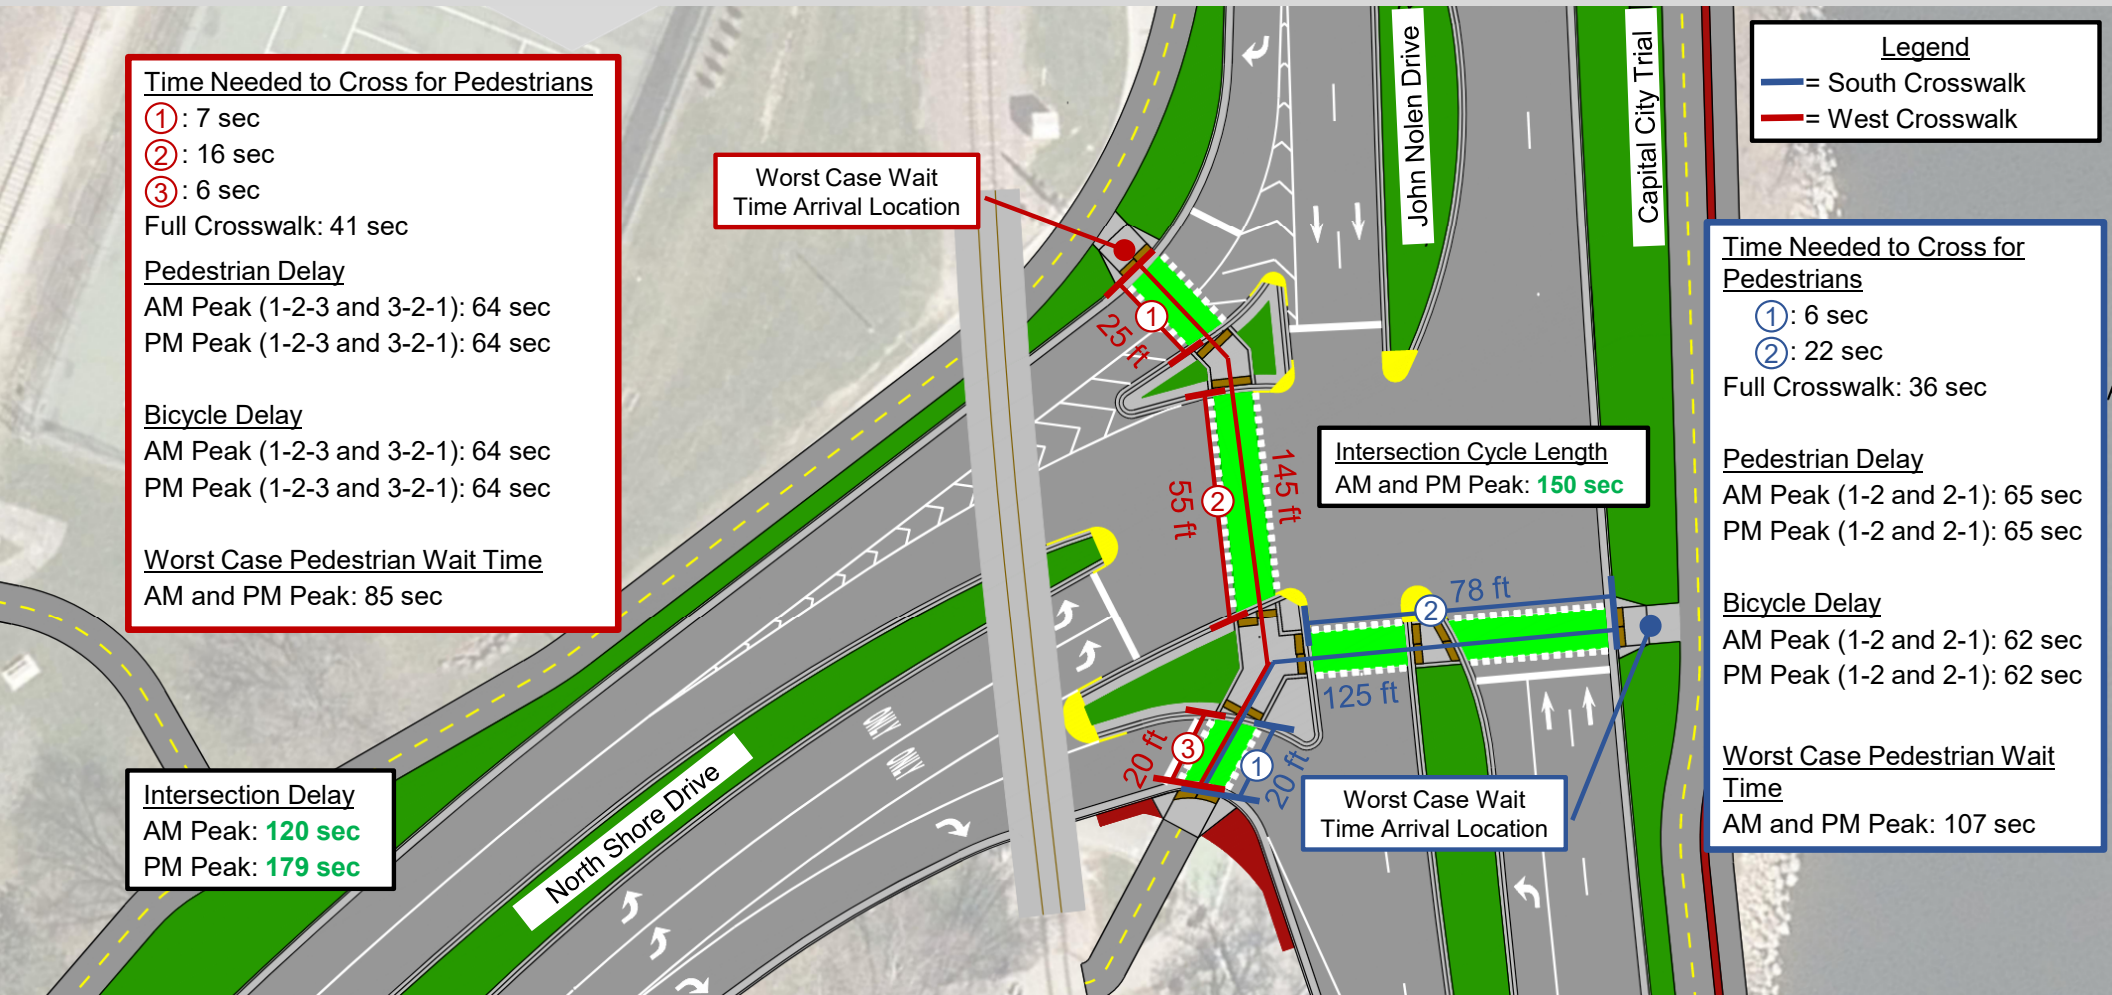 Time Needed to Cross for Pedestrians
1: 7 sec
2: 16 sec
3: 6 sec
Full Crosswalk: 41 sec
Pedestrian Delay
AM Peak (1-2-3 and 3-2-1): 64 sec
PM Peak (1-2-3 and 3-2-1): 64 sec
Bicycle Delay
AM Peak (1-2-3 and 3-2-1): 64 sec
PM Peak (1-2-3 and 3-2-1): 64 sec
Worst Case Pedestrian Wait Time
AM and PM Peak: 85 sec
Intersection Delay
AM Peak: 120 sec
PM Peak: 179 sec
Worst Case Wait
Time Arrival Location
John Nolen Drive
Capital City Trial
Legend
= South Crosswalk
= West Crosswalk
1
25 ft
2
55 ft
145 ft
Intersection Cycle Length
AM and PM Peak: 150 sec
78 ft
2
125 ft
3
20 ft
1
20 ft
ONLY
ONLY
North Shore Drive
Worst Case Wait
Time Arrival Location
Time Needed to Cross for
Pedestrians
1: 6 sec
2: 22 sec
Full Crosswalk: 36 sec
Pedestrian Delay
AM Peak (1-2 and 2-1): 65 sec
PM Peak (1-2 and 2-1): 65 sec
Bicycle Delay
AM Peak (1-2 and 2-1): 62 sec
PM Peak (1-2 and 2-1): 62 sec
Worst Case Pedestrian Wait
Time
AM and PM Peak: 107 sec